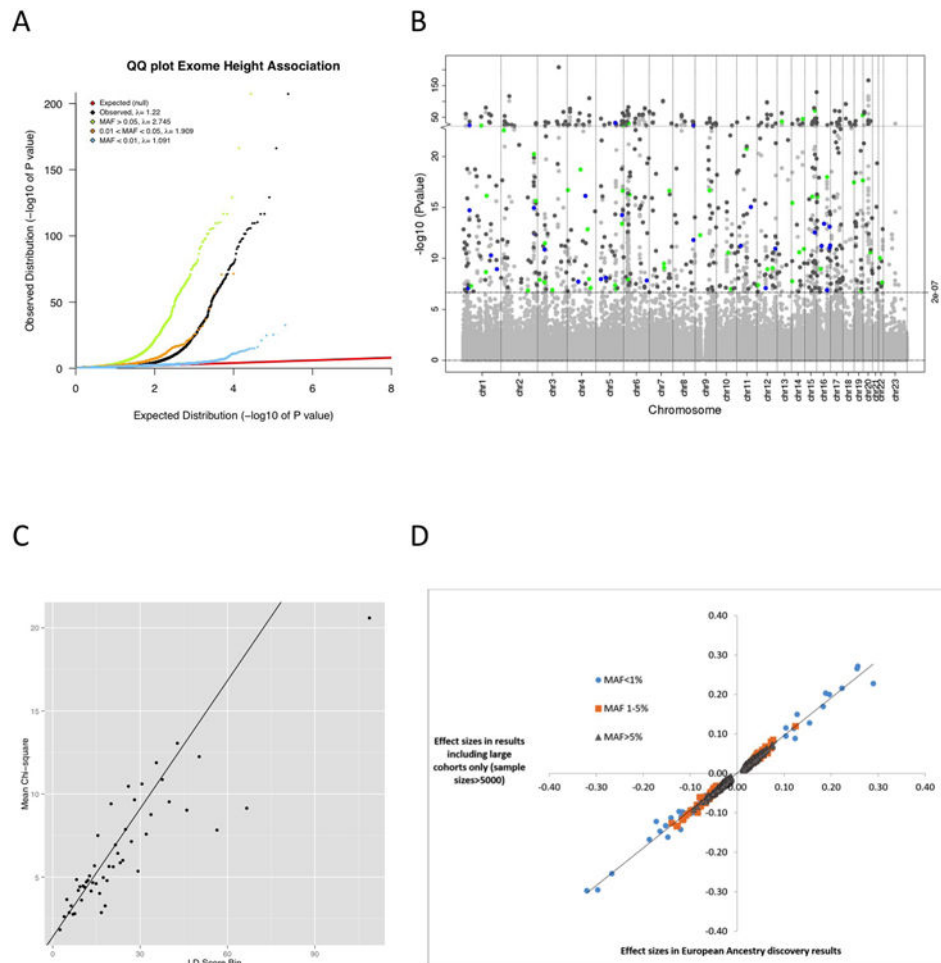 A
QQ plot Exome Height Association
200
150
100
50
0
Observed Distribution (−log10 of P value)
Expected (null)
Observed, λ= 1.22
MAF > 0.05, λ= 2.745
0.01 < MAF < 0.05, λ= 1.909
MAF < 0.01, λ= 1.091
0 2 4 6 8
Expected Distribution (−log10 of P value)
B
150
50
20
15
10
5
0
-log10 (Pvalue)
2e-07
chr1 chr2 chr3 chr4 chr5 chr6 chr7 chr8 chr9 chr10 chr11 chr12 chr13 chr14 chr15 chr16 chr17 chr18 chr19 chr20 chr22 chr23
Chromosome
C
20
15
10
5
Mean Chi-square
0 30 60 90
LD Score Bin
D
0.40
0.30
0.20
0.10
0.00
-0.40 -0.30 -0.20 -0.10 0.00 0.10 0.20 0.30 0.40
-0.10
-0.20
-0.30
-0.40
MAF<1%
MAF 1-5%
MAF>5%
Effect sizes in results
including large
cohorts only (sample
sizes>5000)
Effect sizes in European Ancestry discovery results